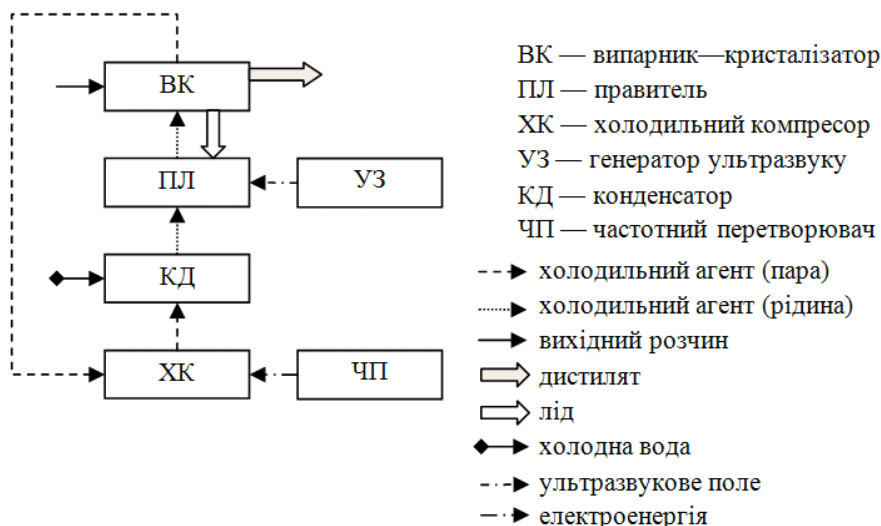 ВК
ПЛ
УЗ
КД
ХК
ЧП
ВК — випарник—кристалізатор
ПЛ — правитель
ХК — холодильний компресор
УЗ — генератор ультразвуку
КД — конденсатор
ЧП — частотний перетворювач
холодильний агент (пара)
холодильний агент (рідина)
вихідний розчин
дистилят
лід
холодна вода
ультразвукове поле
електроенергія